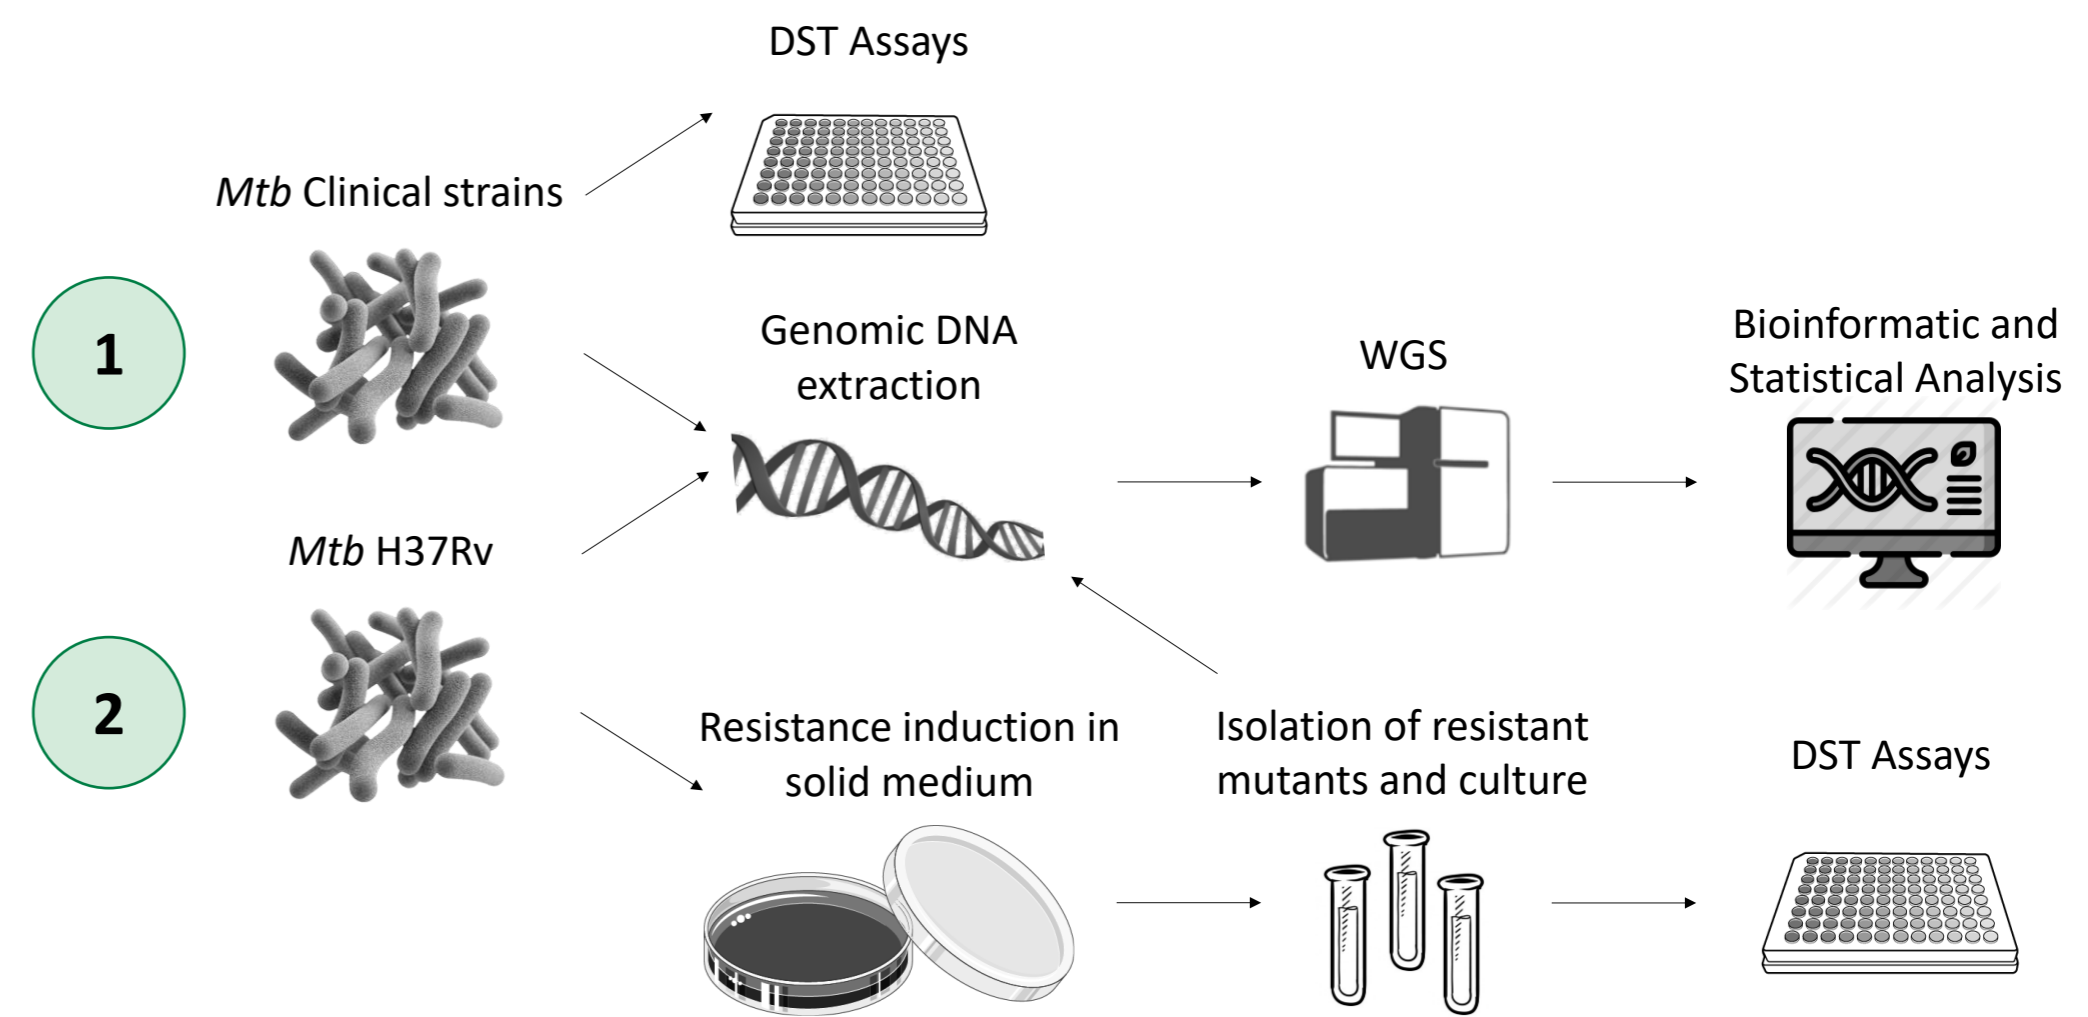 DST Assays
Mtb Clinical strains
1
Genomic DNA
extraction
WGS
Bioinformatic and
Statistical Analysis
Mtb H37Rv
2
Resistance induction in
solid medium
Isolation of resistant
mutants and culture
DST Assays